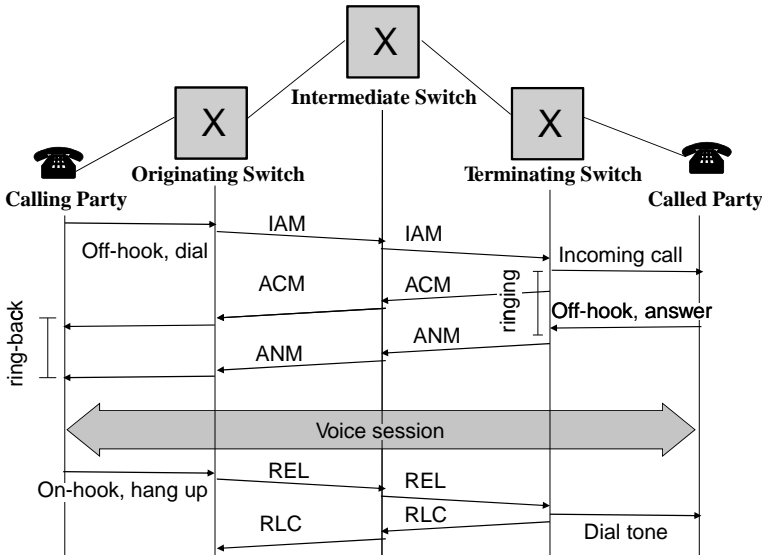 X
Intermediate Switch
X
X
Originating Switch
Terminating Switch
Calling Party
Called Party
IAM
IAM
Off-hook, dial
Incoming call
ACM
ACM
ringing
Off-hook, answer
ring-back
ANM
ANM
Voice session
REL
REL
On-hook, hang up
RLC
RLC
Dial tone